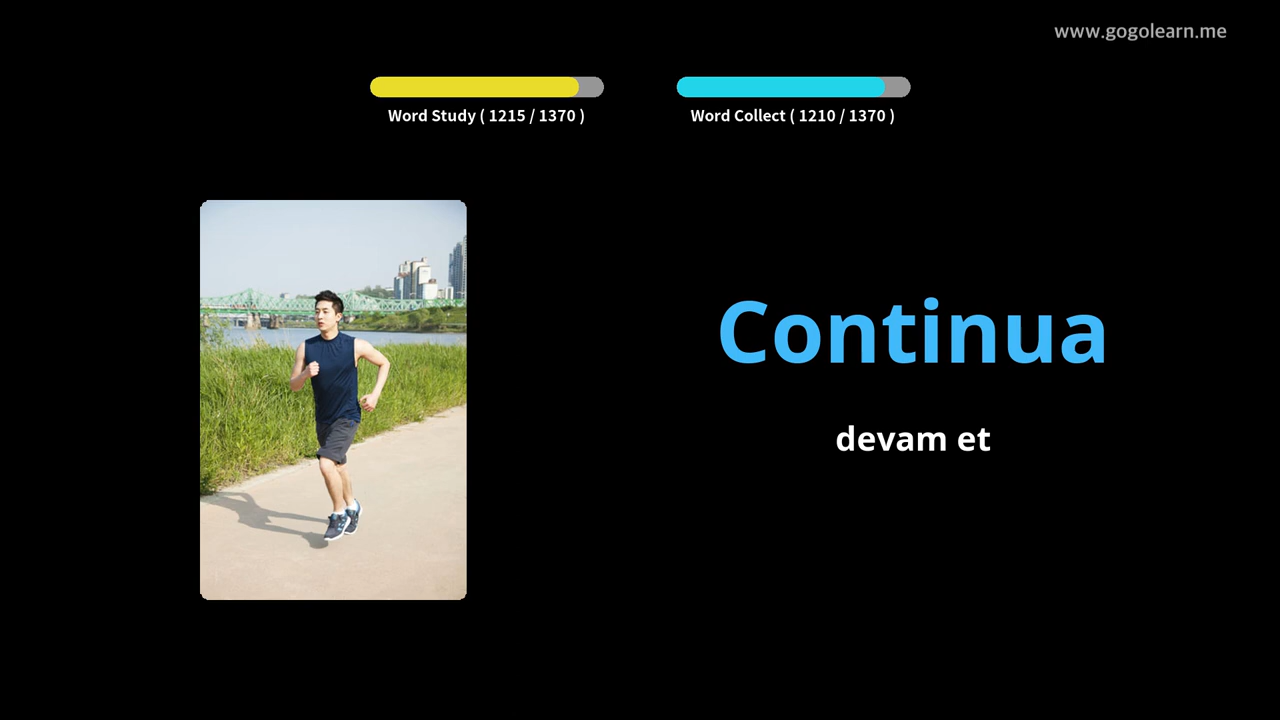 www.gogolearn.me
Word Study ( 1215 / 1370 )
Word Collect ( 1210 / 1370 )
Continua
devam et